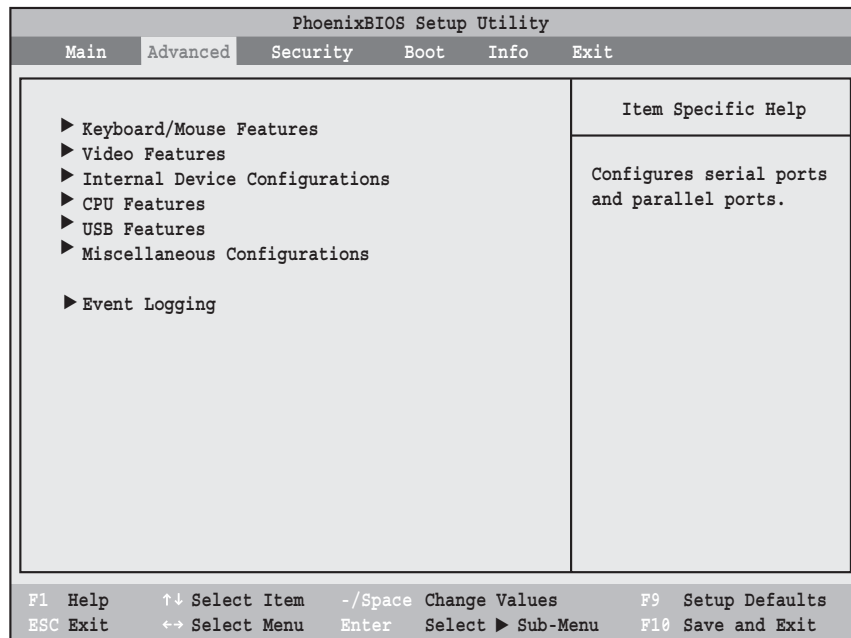 PhoenixBIOS Setup Utility
Main Advanced Security Boot Info Exit
▶ Keyboard/Mouse Features
▶ Video Features
▶ Internal Device Configurations
▶ CPU Features
▶ USB Features
▶ Miscellaneous Configurations
▶ Event Logging
Item Specific Help
Configures serial ports
and parallel ports.
F1 Help ↑↓ Select Item -/Space Change Values F9 Setup Defaults
ESC Exit ←→ Select Menu Enter Select ▶ Sub-Menu F10 Save and Exit